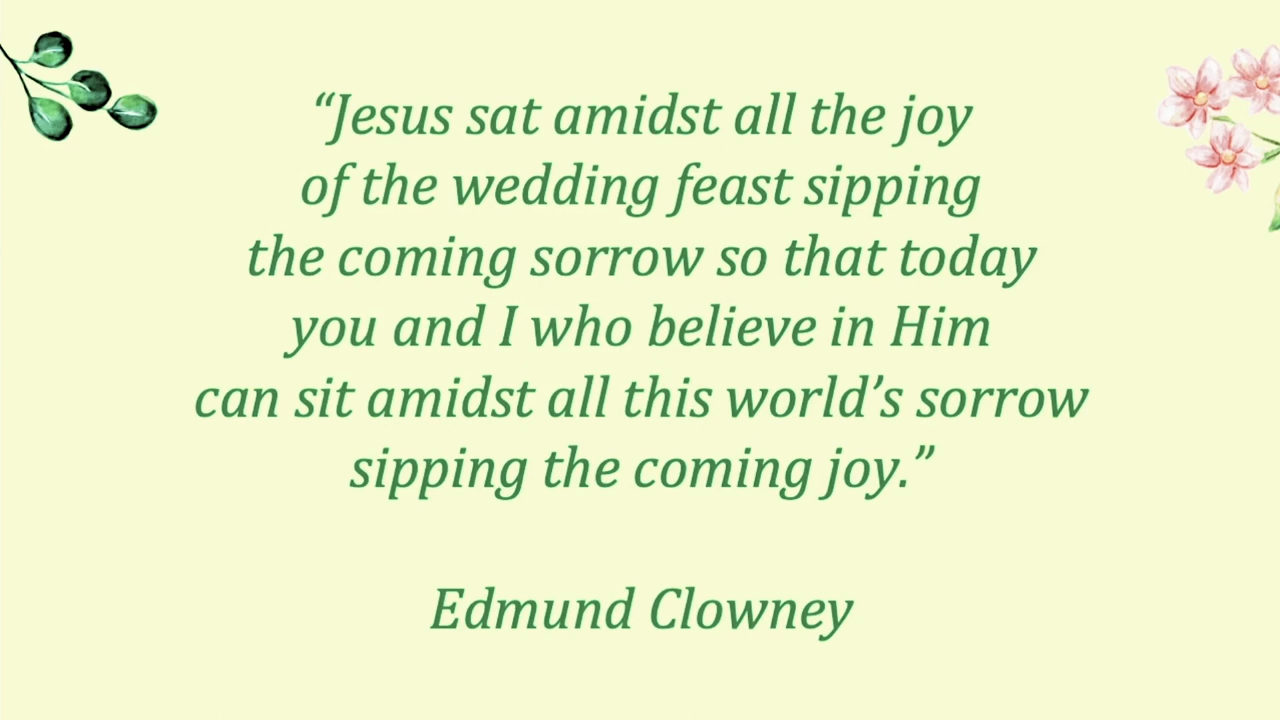 “Jesus sat amidst all the joy
of the wedding feast sipping
the coming sorrow so that today
you and I who believe in Him
can sit amidst all this world’s sorrow
sipping the coming joy.”
Edmund Clowney